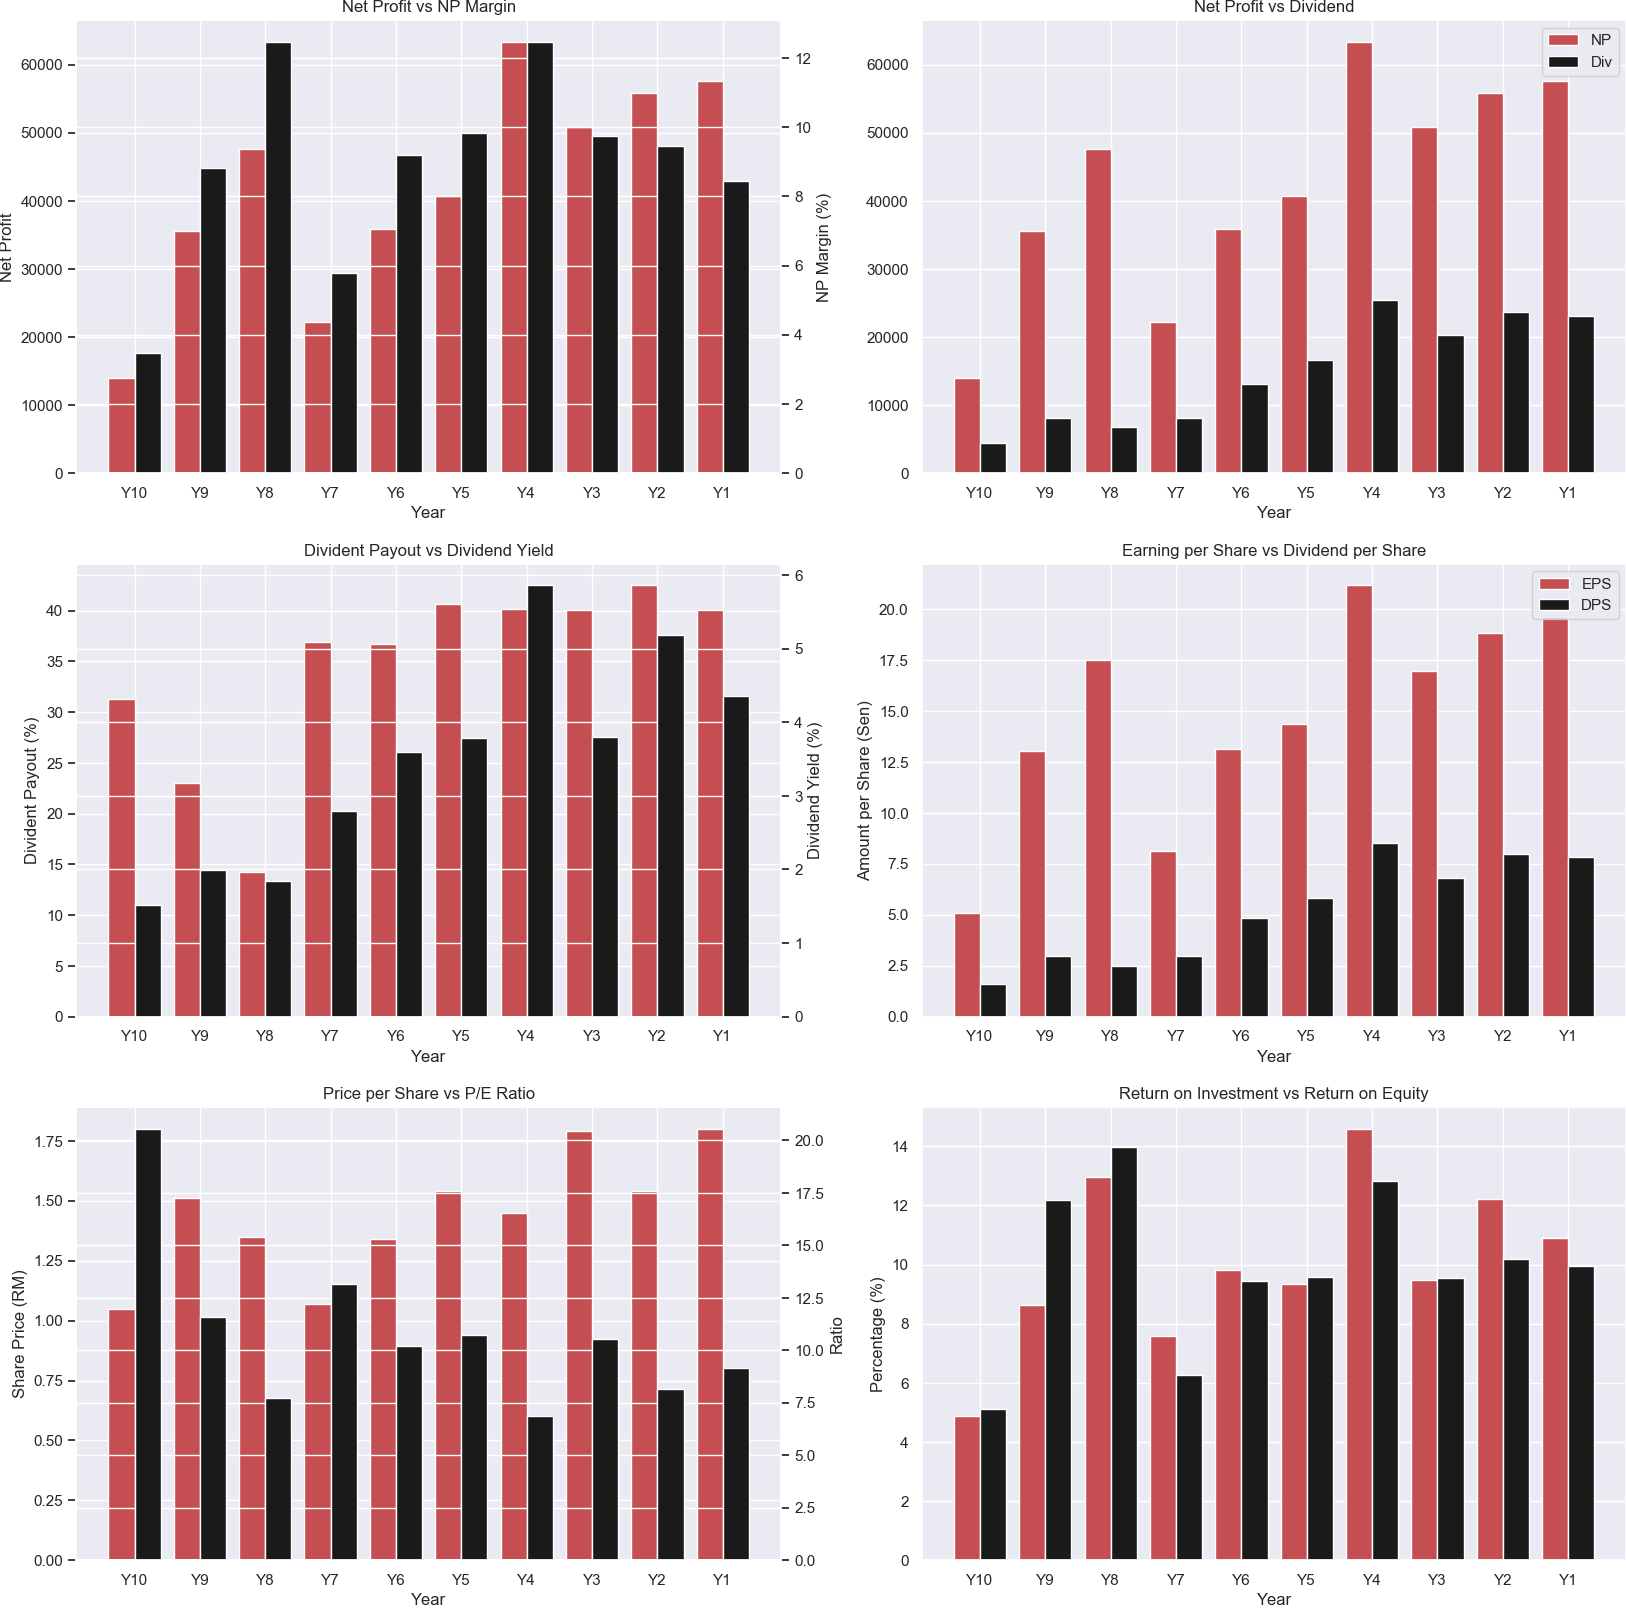 Net Profit vs NP Margin
60000
50000
40000
30000
20000
10000
0
Net Profit
12
10
8
6
4
2
0
NP Margin (%)
Y10 Y9 Y8 Y7 Y6 Y5 Y4 Y3 Y2 Y1
Year
Net Profit vs Dividend
NP
Div
60000
50000
40000
30000
20000
10000
0
Y10 Y9 Y8 Y7 Y6 Y5 Y4 Y3 Y2 Y1
Year
Divident Payout vs Dividend Yield
40
35
30
25
20
15
10
5
0
Divident Payout (%)
6
5
4
3
2
1
0
Dividend Yield (%)
Y10 Y9 Y8 Y7 Y6 Y5 Y4 Y3 Y2 Y1
Year
Earning per Share vs Dividend per Share
EPS
DPS
20.0
17.5
15.0
12.5
10.0
7.5
5.0
2.5
0.0
Amount per Share (Sen)
Y10 Y9 Y8 Y7 Y6 Y5 Y4 Y3 Y2 Y1
Year
Price per Share vs P/E Ratio
1.75
1.50
1.25
1.00
0.75
0.50
0.25
0.00
Share Price (RM)
20.0
17.5
15.0
12.5
10.0
7.5
5.0
2.5
0.0
Ratio
Y10 Y9 Y8 Y7 Y6 Y5 Y4 Y3 Y2 Y1
Year
Return on Investment vs Return on Equity
14
12
10
8
6
4
2
0
Percentage (%)
Y10 Y9 Y8 Y7 Y6 Y5 Y4 Y3 Y2 Y1
Year